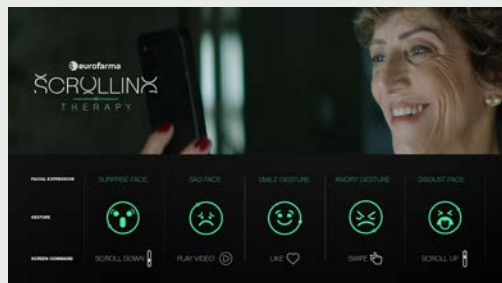 eurofarma
SCROLLING
THERAPY
FACIAL EXPRESSION
SURPRISE FACE
SAD FACE
SMILE GESTURE
ANGRY GESTURE
DISGUST FACE
GESTURE
SCREEN COMMAND
SCROLL DOWN
PLAY VIDEO
LIKE
SWIPE
SCROLL UP